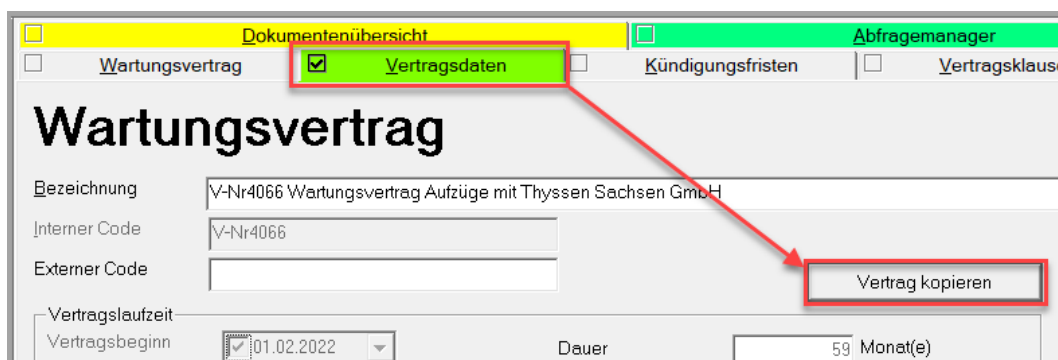 Dokumentenübersicht Abfragemanager
Wartungsvertrag Vertragsdaten Kündigungsfristen Vertragsklaus
Wartungsvertrag
Bezeichnung V-Nr4066 Wartungsvertrag Aufzüge mit Thyssen Sachsen GmbH
Interner Code V-Nr4066
Externer Code
Vertrag kopieren
Vertragslaufzeit
Vertragsbeginn 01.02.2022 Dauer 59 Monat(e)